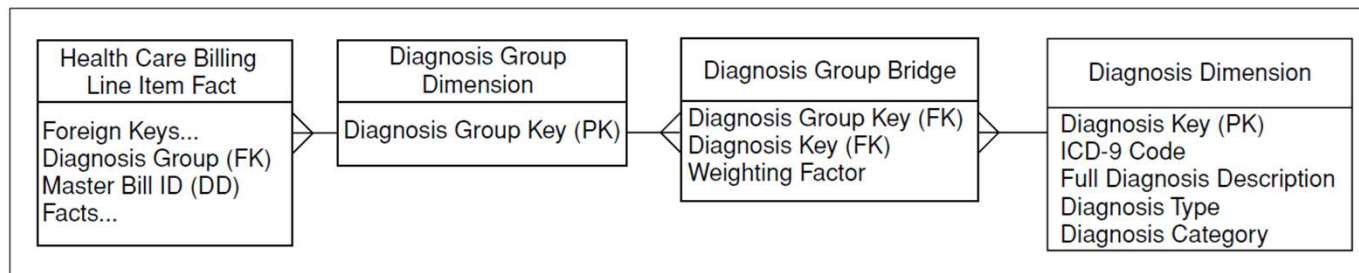 Health Care Billing
Line Item Fact
Foreign Keys...
Diagnosis Group (FK)
Master Bill ID (DD)
Facts...
Diagnosis Group
Dimension
Diagnosis Group Key (PK)
Diagnosis Group Bridge
Diagnosis Group Key (FK)
Diagnosis Key (FK)
Weighting Factor
Diagnosis Dimension
Diagnosis Key (PK)
ICD-9 Code
Full Diagnosis Description
Diagnosis Type
Diagnosis Category